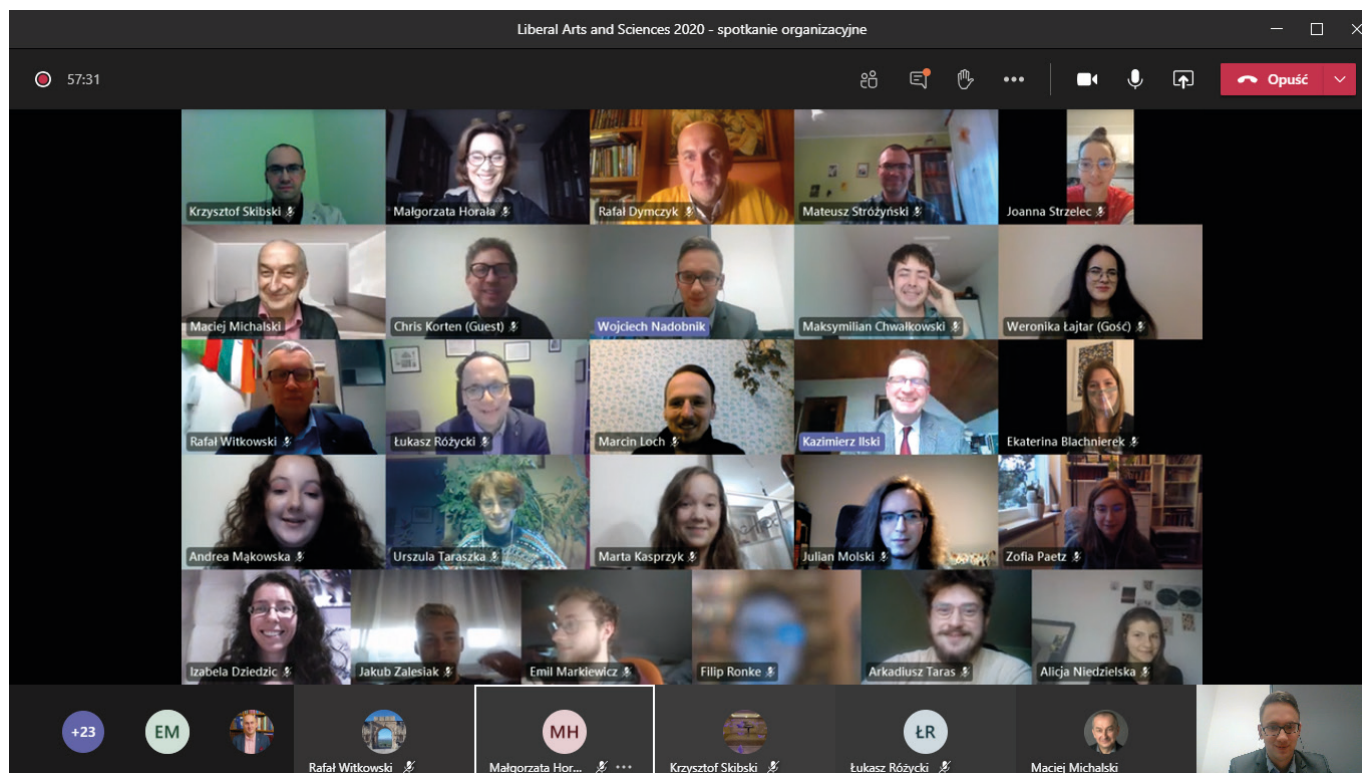 Liberal Arts and Sciences 2020 - spotkanie organizacyjne
57:31
Opuść
Krzysztof Skibski
Małgorzata Horała
Rafał Dymczyk
Mateusz Stróżyński
Joanna Strzelec
Maciej Michalski
Chris Korten (Guest)
Wojciech Nadobnik
Maksymilian Chwałkowski
Weronika Łajtar (Gość)
Rafał Witkowski
Łukasz Różycki
Marcin Loch
Kazimierz Ilski
Ekaterina Blachnierek
Andrea Mąkowska
Urszula Taraszka
Marta Kasprzyk
Julian Molski
Zofia Paetz
Izabela Dziedzic
Jakub Zalesiak
Emil Markiewicz
Filip Ronke
Arkadiusz Taras
Alicja Niedzielska
+23
EM
MH
ŁR
Rafał Witkowski
Małgorzata Hor...
Krzysztof Skibski
Łukasz Różycki
Maciej Michalski